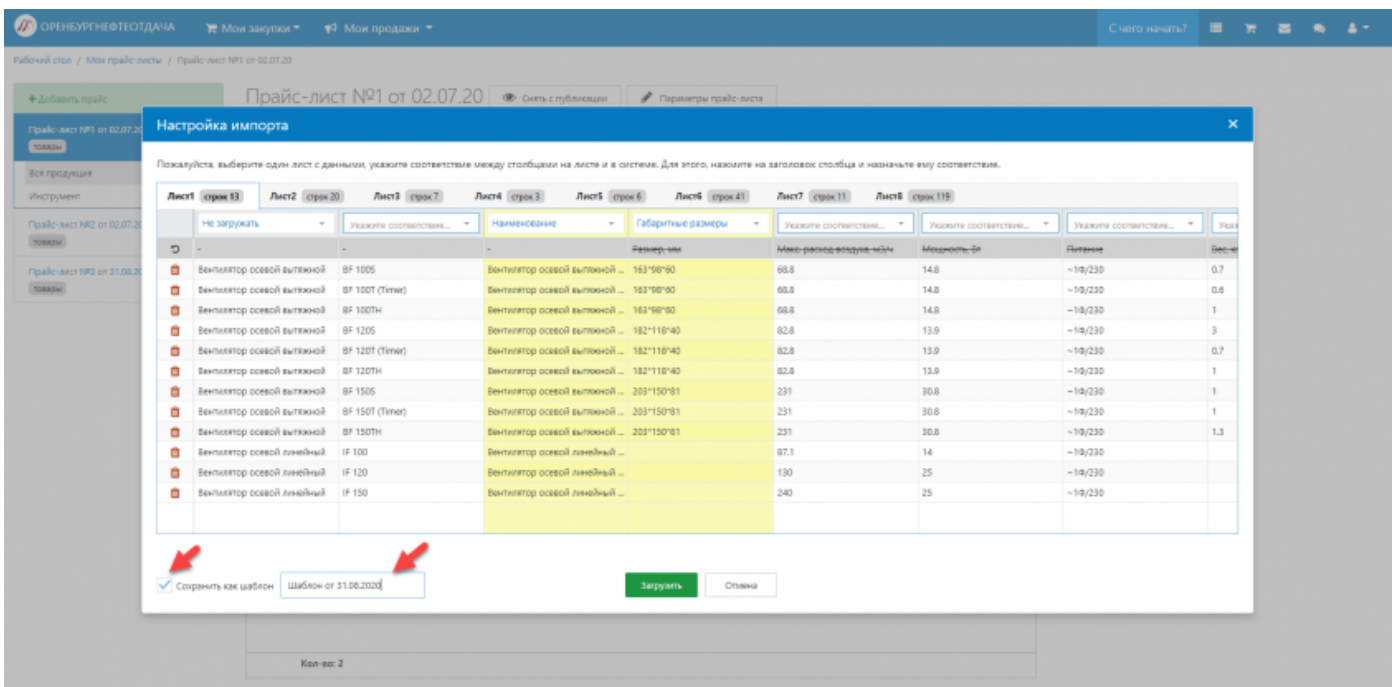 ОРЕНБУРГНЕФТЕОТДАЧА Мои закупки Мои продажи С чего начать?
Рабочий стол / Мои прайс-листы / Прайс-лист №1 от 02.07.20
+ Добавить прайс
Прайс-лист №1 от 02.07.20 Снять с публикации Параметры прайс-листа
Прайс-лист №1 от 02.07.20
товары
Вся продукция
Инструмент
Прайс-лист №2 от 02.07.20
товары
Прайс-лист №3 от 31.08.20
товары
Настройка импорта ×
Пожалуйста, выберите один лист с данными, укажите соответствие между столбцами на листе и в системе. Для этого, нажмите на заголовок столбца и назначьте ему соответствие.
Лист1 строк 13 Лист2 строк 20 Лист3 строк 7 Лист4 строк 3 Лист5 строк 6 Лист6 строк 41 Лист7 строк 11 Лист8 строк 119
Не загружать Укажите соответствие... Наименование Габаритные размеры Укажите соответствие... Укажите соответствие... Укажите соответствие... Укаж
- - - Размер, мм Макс. расход воздуха, м3/ч Мощность, Вт Питание Вес, кг
Вентилятор осевой вытяжной BF 100S Вентилятор осевой вытяжной ... 163*98*60 68.8 14.8 ~1Ф/230 0.7
Вентилятор осевой вытяжной BF 100T (Timer) Вентилятор осевой вытяжной ... 163*98*60 68.8 14.8 ~1Ф/230 0.6
Вентилятор осевой вытяжной BF 100TH Вентилятор осевой вытяжной ... 163*98*60 68.8 14.8 ~1Ф/230 1
Вентилятор осевой вытяжной BF 120S Вентилятор осевой вытяжной ... 182*118*40 82.8 13.9 ~1Ф/230 3
Вентилятор осевой вытяжной BF 120T (Timer) Вентилятор осевой вытяжной ... 182*118*40 82.8 13.9 ~1Ф/230 0.7
Вентилятор осевой вытяжной BF 120TH Вентилятор осевой вытяжной ... 182*118*40 82.8 13.9 ~1Ф/230 1
Вентилятор осевой вытяжной BF 150S Вентилятор осевой вытяжной ... 203*150*81 231 30.8 ~1Ф/230 1
Вентилятор осевой вытяжной BF 150T (Timer) Вентилятор осевой вытяжной ... 203*150*81 231 30.8 ~1Ф/230 1
Вентилятор осевой вытяжной BF 150TH Вентилятор осевой вытяжной ... 203*150*81 231 30.8 ~1Ф/230 1.3
Вентилятор осевой линейный IF 100 Вентилятор осевой линейный ... 87.1 14 ~1Ф/230
Вентилятор осевой линейный IF 120 Вентилятор осевой линейный ... 130 25 ~1Ф/230
Вентилятор осевой линейный IF 150 Вентилятор осевой линейный ... 240 25 ~1Ф/230
Сохранить как шаблон Шаблон от 31.08.2020 Загрузить Отмена
Кол-во: 2